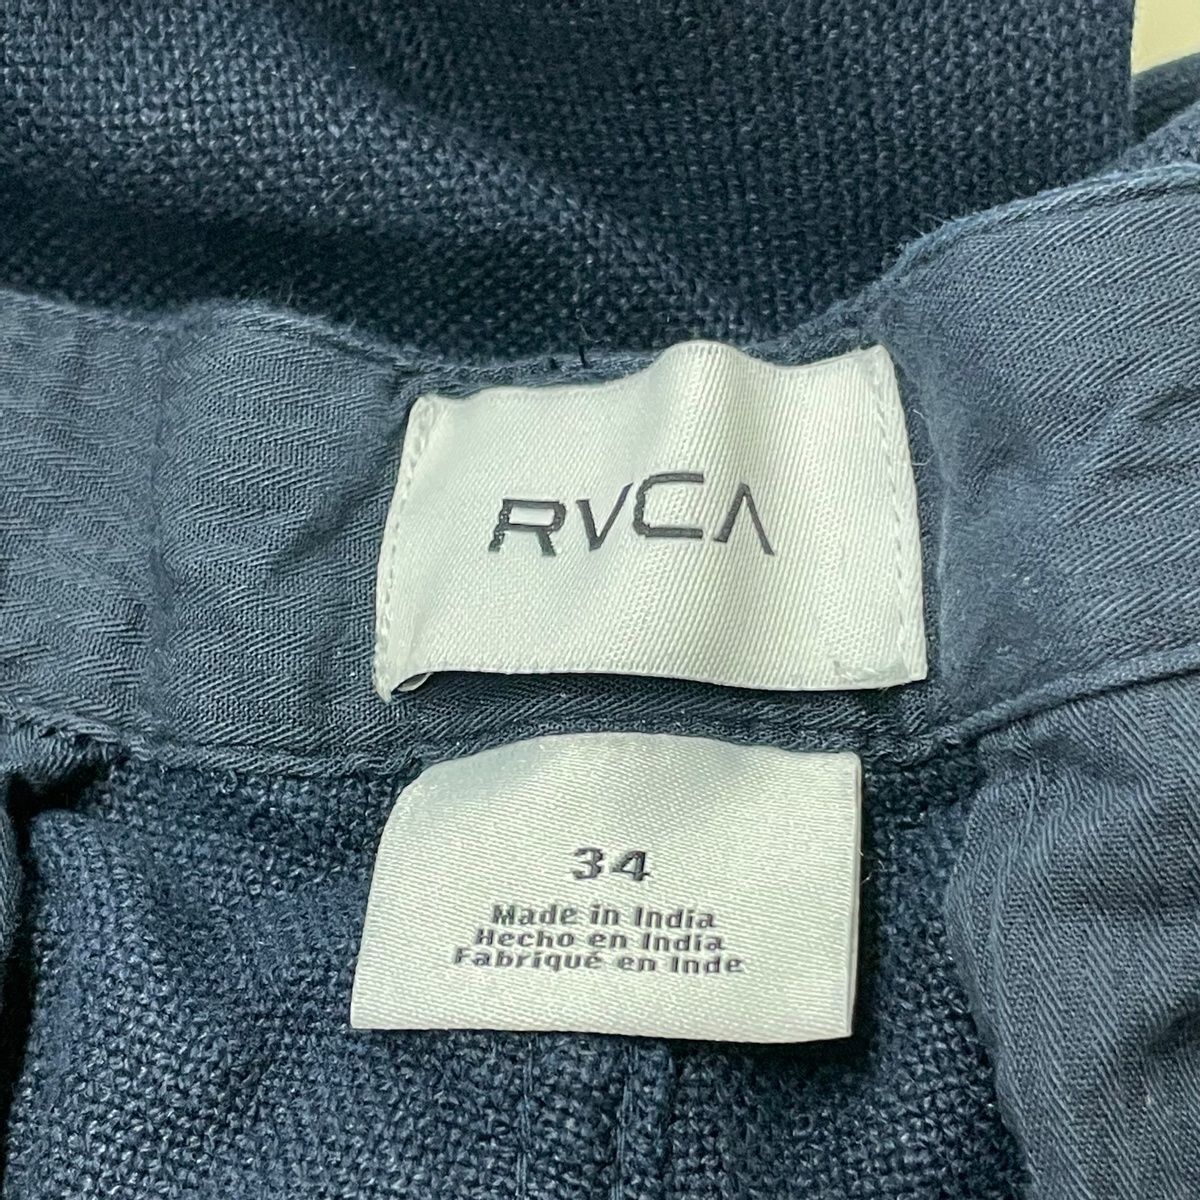 RVCA
34
Made in India
Hecho en India
Fabriqué en Inde